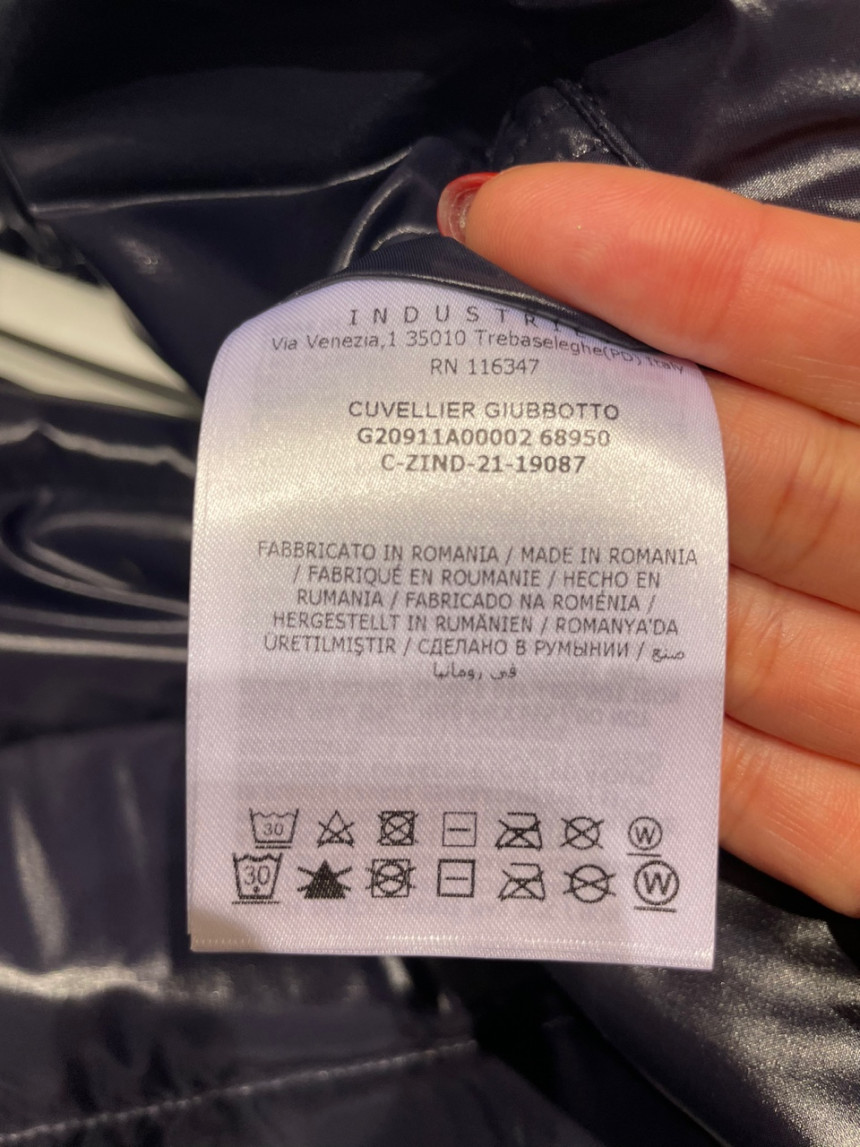 INDUSTRIE
Via Venezia,1 35010 Trebaseleghe(PD) Italy
RN 116347
CUVELLIER GIUBBOTTO
G20911A00002 68950
C-ZIND-21-19087
FABBRICATO IN ROMANIA / MADE IN ROMANIA
/ FABRIQUÉ EN ROUMANIE / HECHO EN
RUMANIA / FABRICADO NA ROMÉNIA /
HERGESTELLT IN RUMÄNIEN / ROMANYA'DA
ÜRETILMIŞTIR / СДЕЛАНО В РУМЫНИИ / صنع
في رومانيا
30 W
30 W